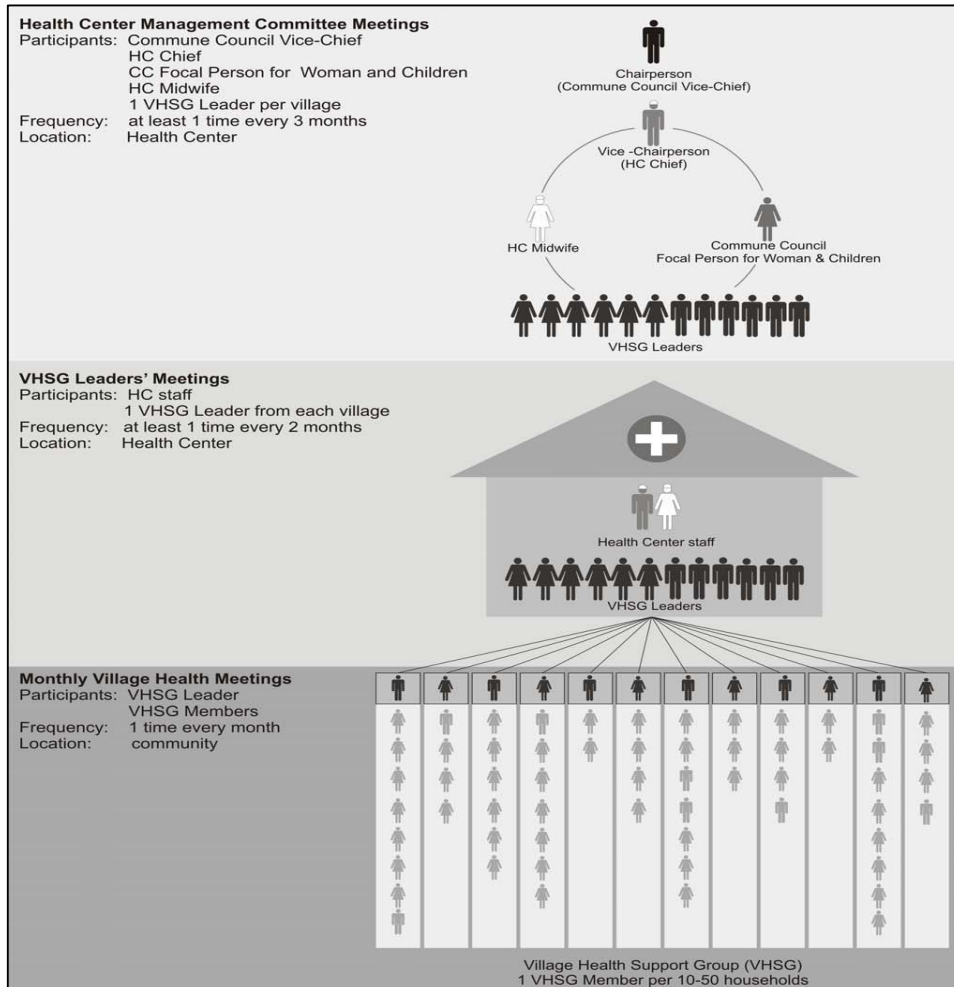 Health Center Management Committee Meetings
Participants: Commune Council Vice-Chief
HC Chief
CC Focal Person for Woman and Children
HC Midwife
1 VHSG Leader per village
Frequency: at least 1 time every 3 months
Location: Health Center
Chairperson
(Commune Council Vice-Chief)
Vice -Chairperson
(HC Chief)
HC Midwife
Commune Council
Focal Person for Woman & Children
VHSG Leaders
VHSG Leaders' Meetings
Participants: HC staff
1 VHSG Leader from each village
Frequency: at least 1 time every 2 months
Location: Health Center
Health Center staff
VHSG Leaders
Monthly Village Health Meetings
Participants: VHSG Leader
VHSG Members
Frequency: 1 time every month
Location: community
Village Health Support Group (VHSG)
1 VHSG Member per 10-50 households